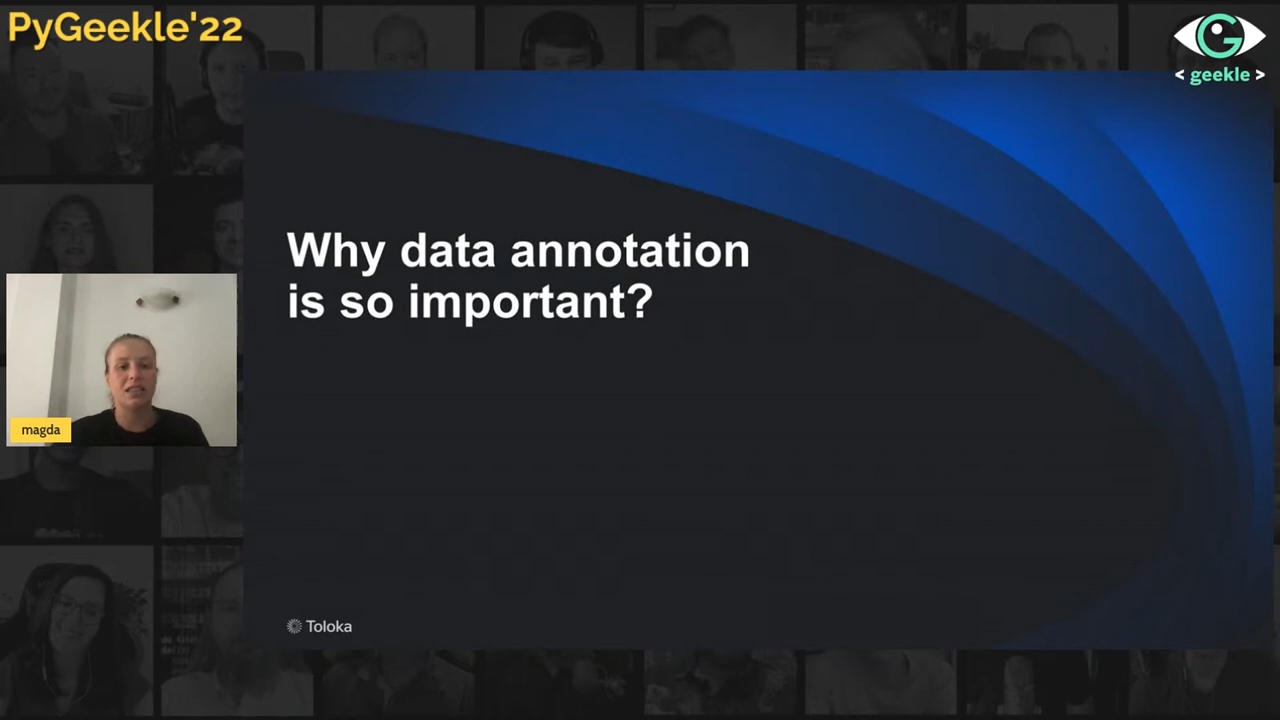 PyGeekle'22
< geekle >
Why data annotation
is so important?
magda
Toloka